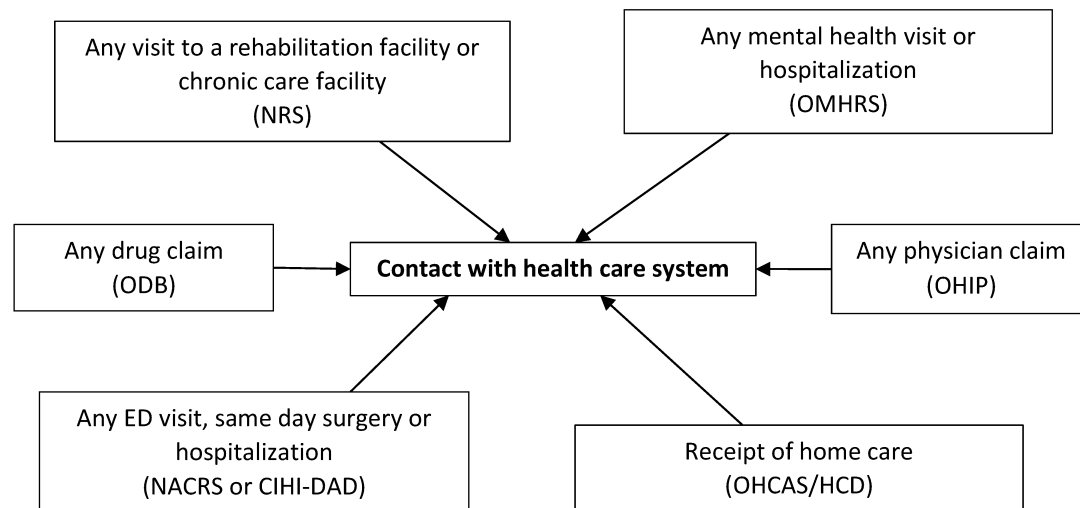 Any visit to a rehabilitation facility or
chronic care facility
(NRS)
Any mental health visit or
hospitalization
(OMHRS)
Any drug claim
(ODB)
Contact with health care system
Any physician claim
(OHIP)
Any ED visit, same day surgery or
hospitalization
(NACRS or CIHI-DAD)
Receipt of home care
(OHCAS/HCD)